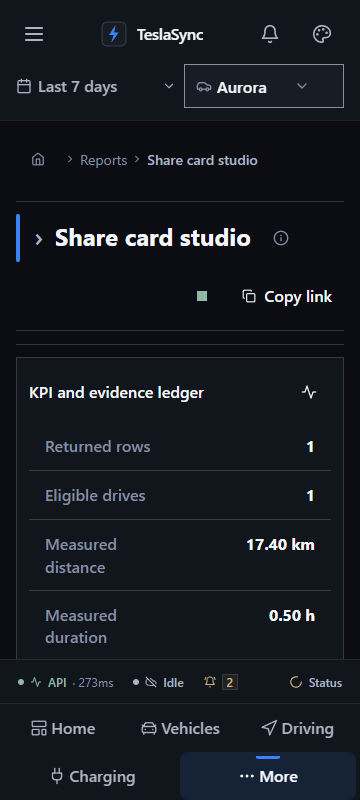 TeslaSync
Last 7 days
Aurora
Reports
Share card studio
Share card studio
Copy link
KPI and evidence ledger
Returned rows
1
Eligible drives
1
Measured
distance
17.40 km
Measured
duration
0.50 h
API · 273ms
Idle
2
Status
Home
Vehicles
Driving
Charging
More